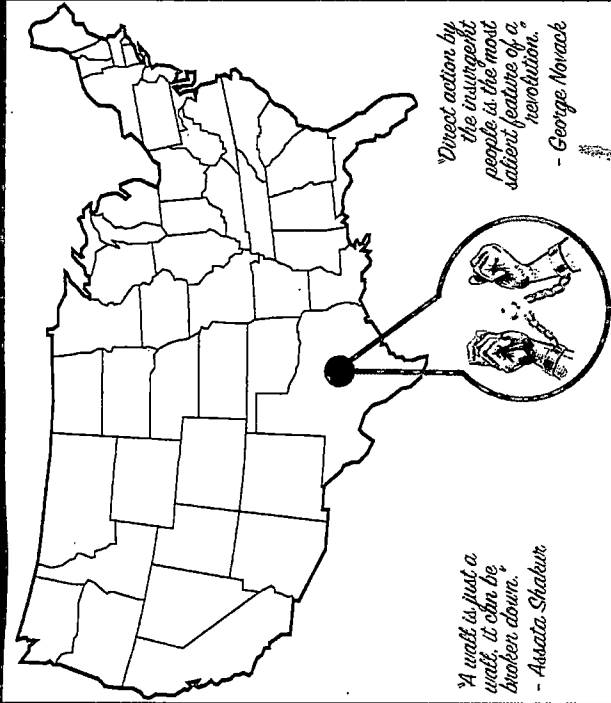 "A wall is just a
wall, it can be
broken down."
- Assata Shakur
"Direct action by
the insurgent
people is the most
salient feature of a
revolution."
- George Novack